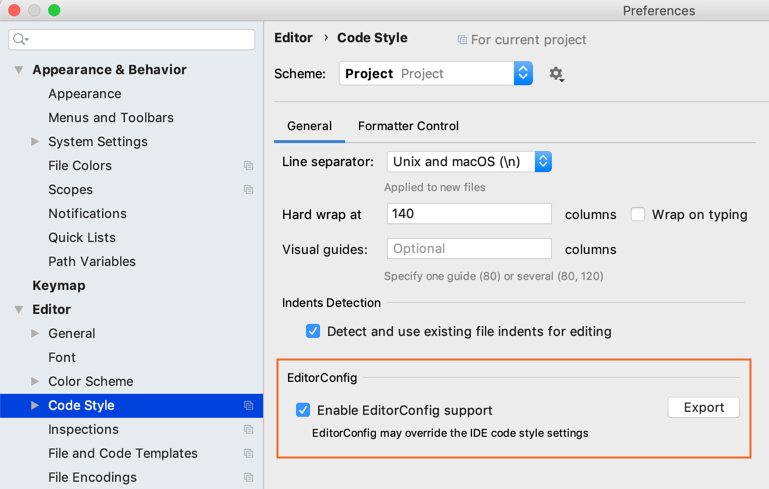 Preferences
Appearance & Behavior
Appearance
Menus and Toolbars
System Settings
File Colors
Scopes
Notifications
Quick Lists
Path Variables
Keymap
Editor
General
Font
Color Scheme
Code Style
Inspections
File and Code Templates
File Encodings
Editor › Code Style For current project
Scheme: Project Project
General Formatter Control
Line separator: Unix and macOS (\n)
Applied to new files
Hard wrap at 140 columns Wrap on typing
Visual guides: Optional columns
Specify one guide (80) or several (80, 120)
Indents Detection
Detect and use existing file indents for editing
EditorConfig
Enable EditorConfig support Export
EditorConfig may override the IDE code style settings